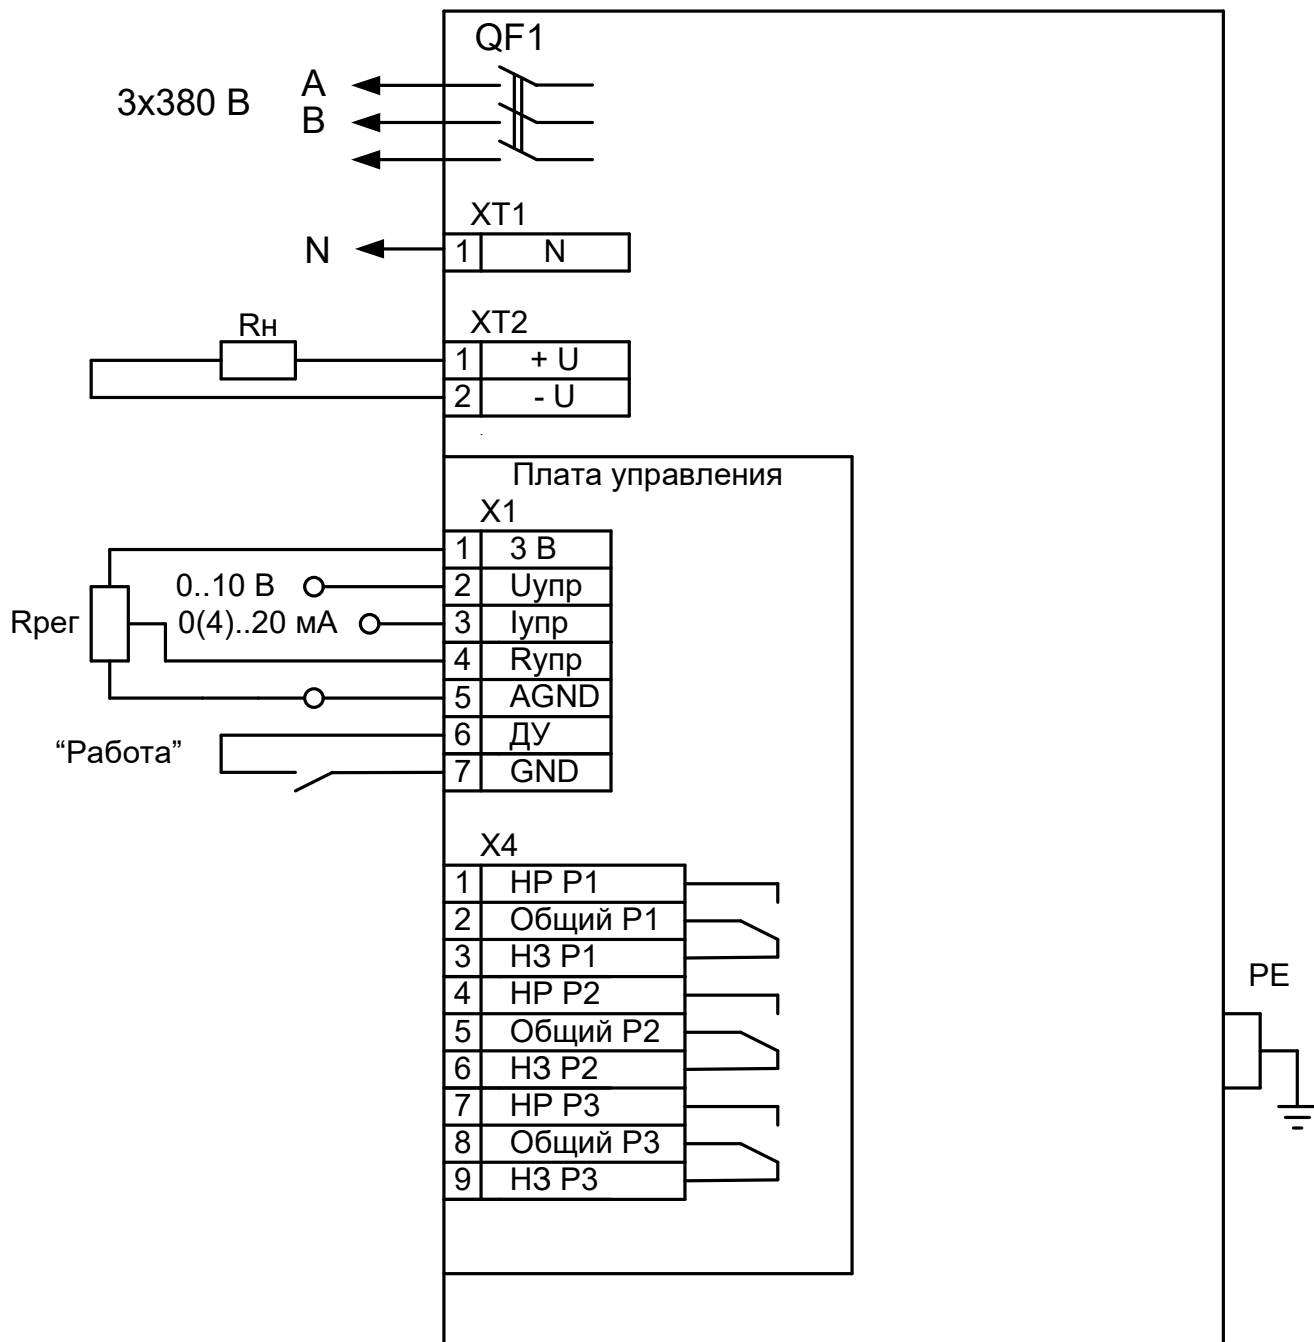 QF1
3x380 В
A
B
XT1
N
1 N
Rн
XT2
1 + U
2 - U
Плата управления
X1
1 3 В
0..10 В 2 Uупр
Rрег 0(4)..20 мА 3 Iупр
4 Rупр
5 AGND
“Работа” 6 ДУ
7 GND
X4
1 НР Р1
2 Общий Р1
3 НЗ Р1
4 НР Р2
5 Общий Р2
6 НЗ Р2
7 НР Р3
8 Общий Р3
9 НЗ Р3
PE